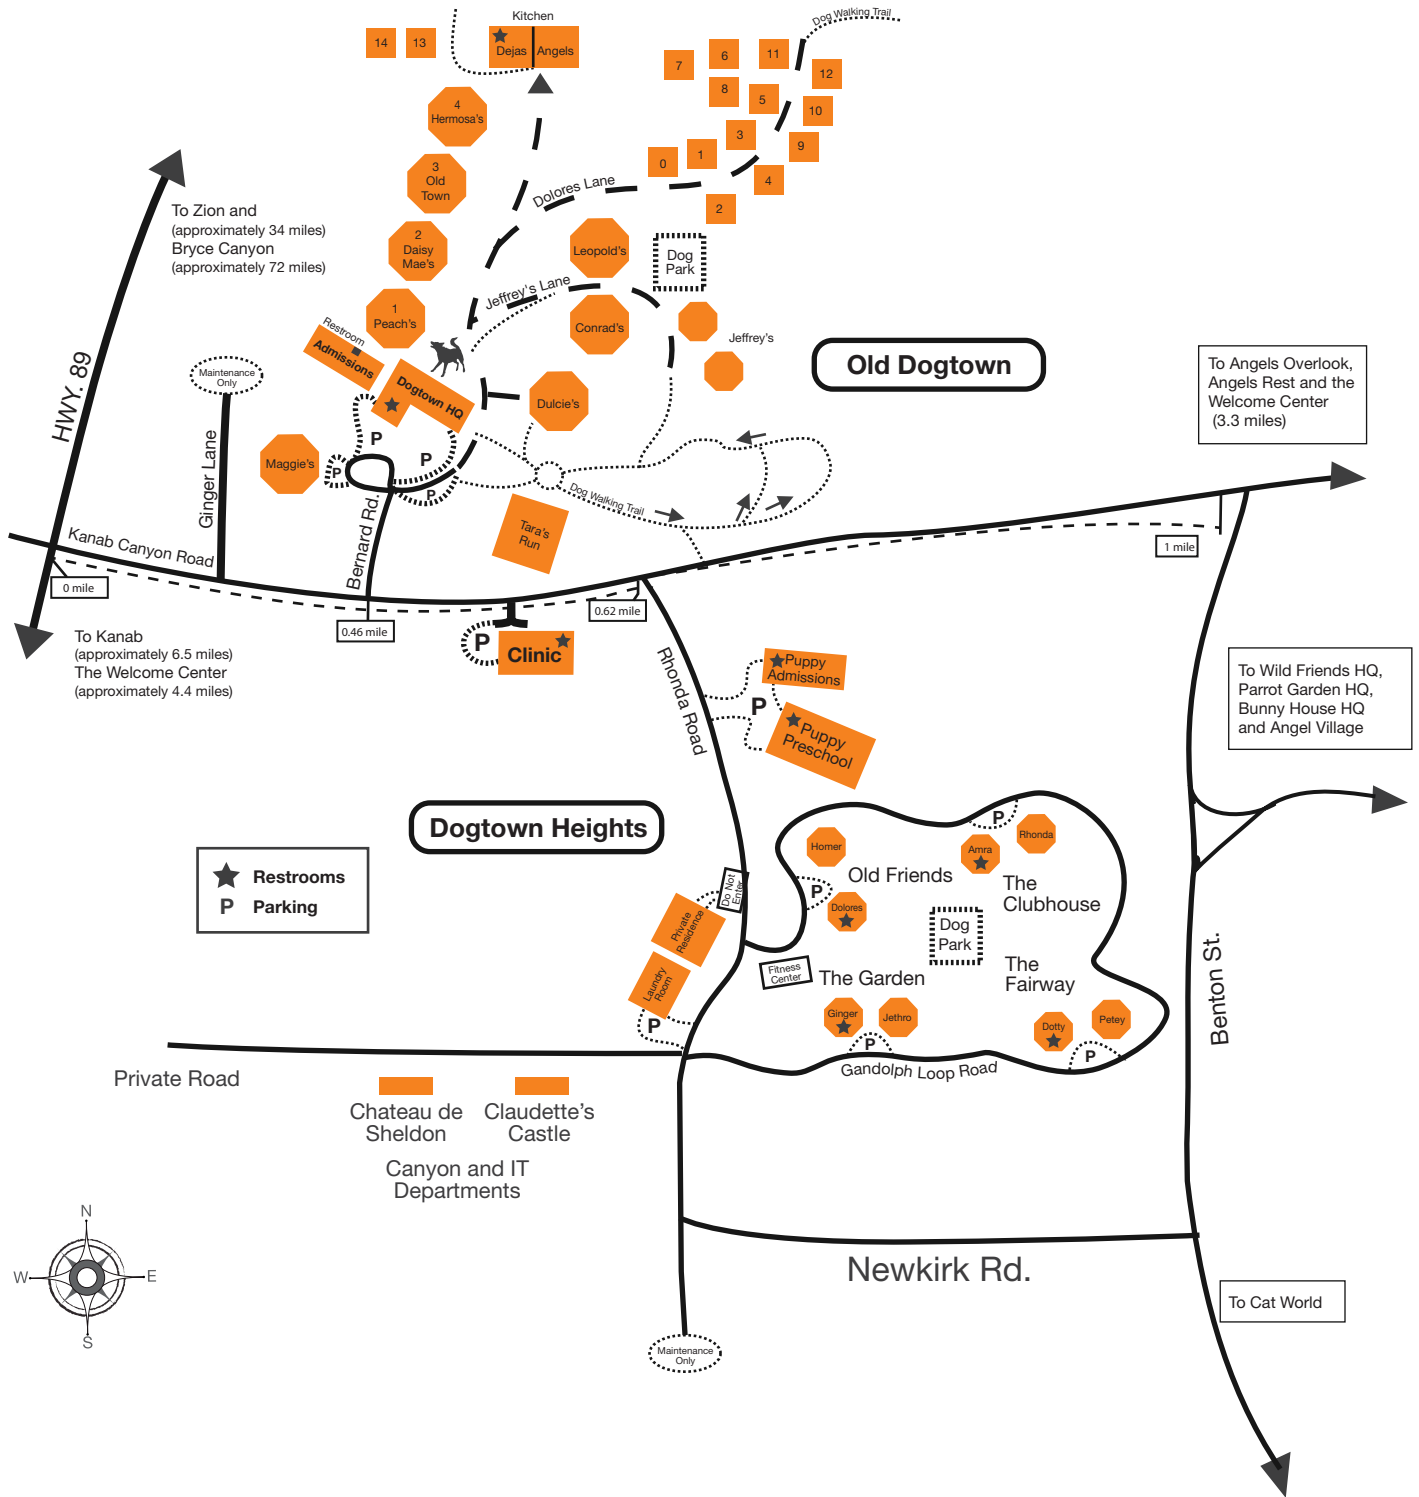 Kitchen
Dejas
Angels
Dog Walking Trail
14
13
7
6
11
12
8
5
10
3
9
0
1
4
2
4
Hermosa's
3
Old
Town
2
Daisy
Mae's
1
Peach's
Dolores Lane
Leopold's
Dog
Park
Jeffrey's Lane
Conrad's
Jeffrey's
To Zion and
(approximately 34 miles)
Bryce Canyon
(approximately 72 miles)
HWY. 89
Restroom
Admissions
Dogtown HQ
Maintenance
Only
Dulcie's
Old Dogtown
To Angels Overlook,
Angels Rest and the
Welcome Center
(3.3 miles)
Ginger Lane
Maggie's
P
P
P
P
Bernard Rd.
Dog Walking Trail
Tara's
Run
Kanab Canyon Road
0 mile
0.46 mile
0.62 mile
1 mile
To Kanab
(approximately 6.5 miles)
The Welcome Center
(approximately 4.4 miles)
P
Clinic
Rhonda Road
Puppy
Admissions
P
Puppy
Preschool
To Wild Friends HQ,
Parrot Garden HQ,
Bunny House HQ
and Angel Village
Dogtown Heights
Restrooms
P Parking
Do Not
Enter
Private
Residence
Laundry
Room
P
Homer
Old Friends
P
Dolores
P
Rhonda
Amra
The
Clubhouse
Dog
Park
Fitness
Center
The Garden
The
Fairway
Ginger
Jethro
P
Dotty
Petey
P
Gandolph Loop Road
Benton St.
Private Road
Chateau de
Sheldon
Claudette's
Castle
Canyon and IT
Departments
Newkirk Rd.
To Cat World
Maintenance
Only
N
W
E
S